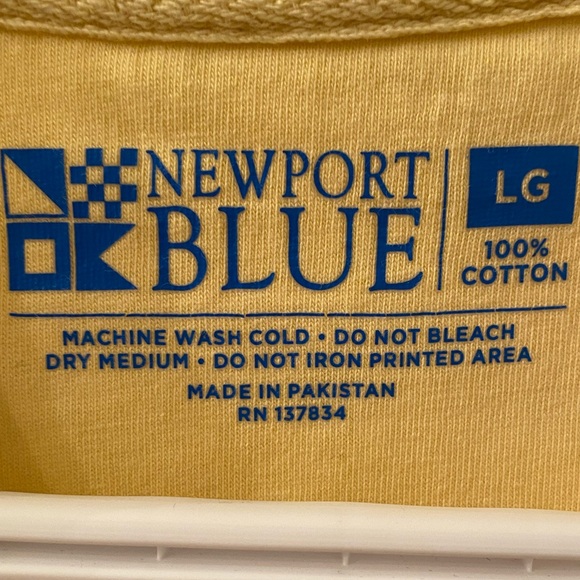 NEWPORT
BLUE
LG
100%
COTTON
MACHINE WASH COLD • DO NOT BLEACH
DRY MEDIUM • DO NOT IRON PRINTED AREA
MADE IN PAKISTAN
RN 137834